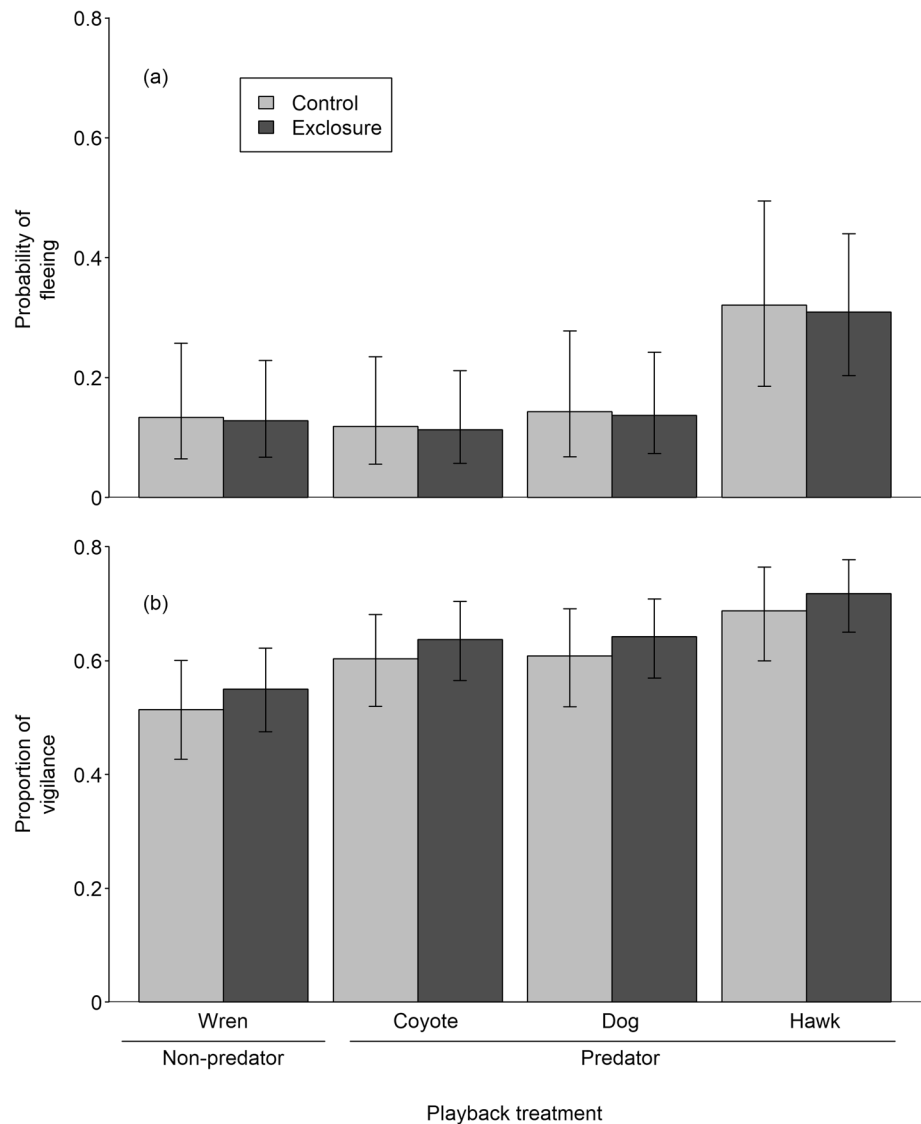 0.8
(a)
Control
Exclosure
0.6
0.4
0.2
0
Probability of
fleeing
0.8
(b)
0.6
0.4
0.2
0
Proportion of
vigilance
Wren Coyote Dog Hawk
Non-predator Predator
Playback treatment